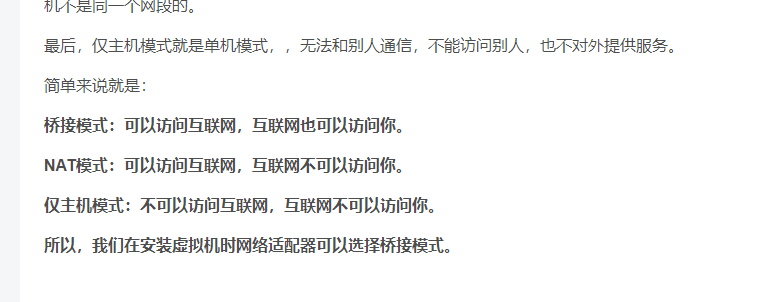 机不是同一个网段的。
最后，仅主机模式就是单机模式，，无法和别人通信，不能访问别人，也不对外提供服务。
简单来说就是：
桥接模式：可以访问互联网，互联网也可以访问你。
NAT模式：可以访问互联网，互联网不可以访问你。
仅主机模式：不可以访问互联网，互联网不可以访问你。
所以，我们在安装虚拟机时网络适配器可以选择桥接模式。